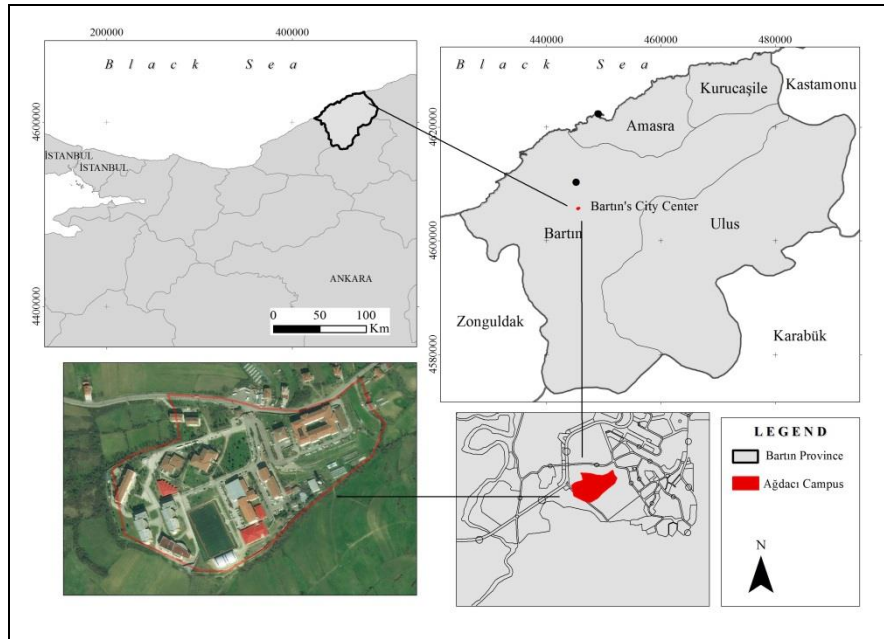 200000
400000
B l a c k S e a
4600000
4400000
İSTANBUL
İSTANBUL
ANKARA
0 50 100
Km
440000
460000
480000
B l a c k S e a
4620000
4600000
4580000
Kastamonu
Kurucaşile
Amasra
Bartın's City Center
Ulus
Bartın
Zonguldak
Karabük
LEGEND
Bartın Province
Ağdacı Campus
N